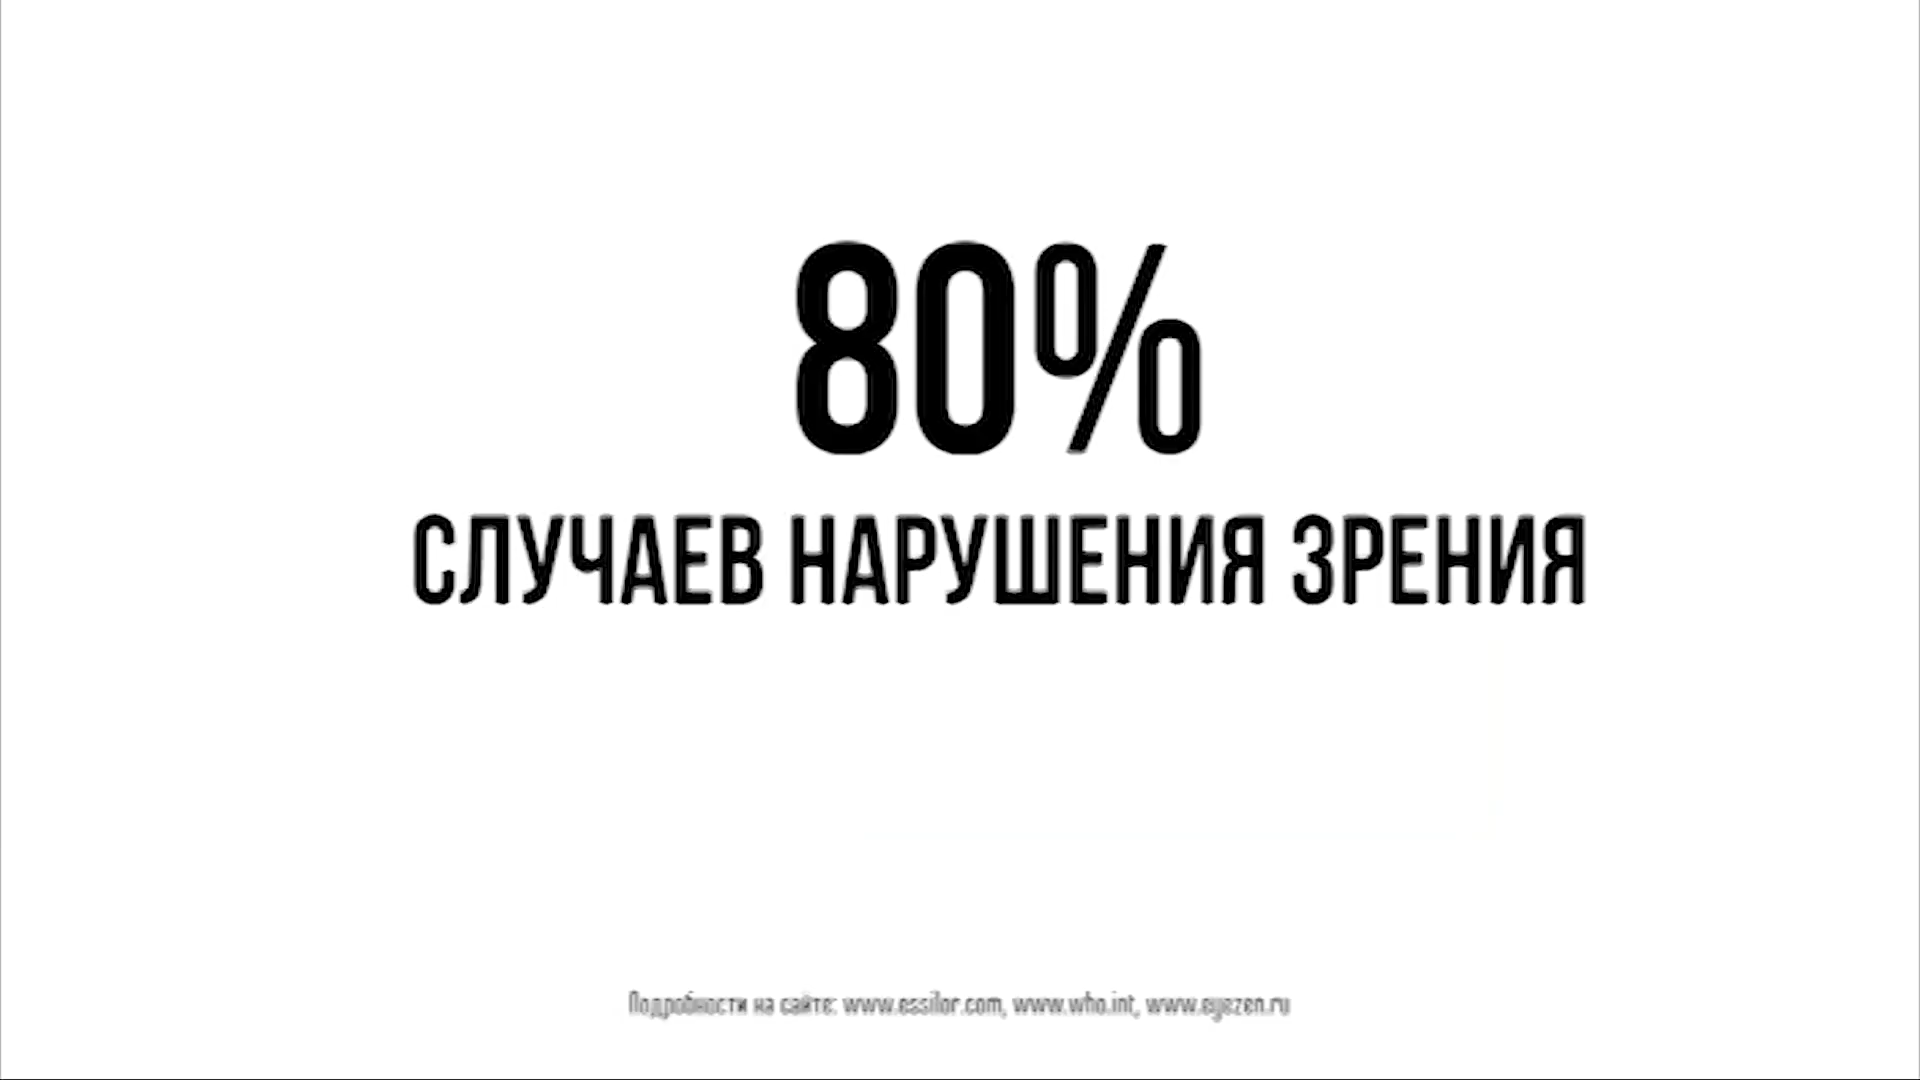 80%
СЛУЧАЕВ НАРУШЕНИЯ ЗРЕНИЯ
Подробности на сайте: www.essilor.com, www.who.int, www.eyezen.ru